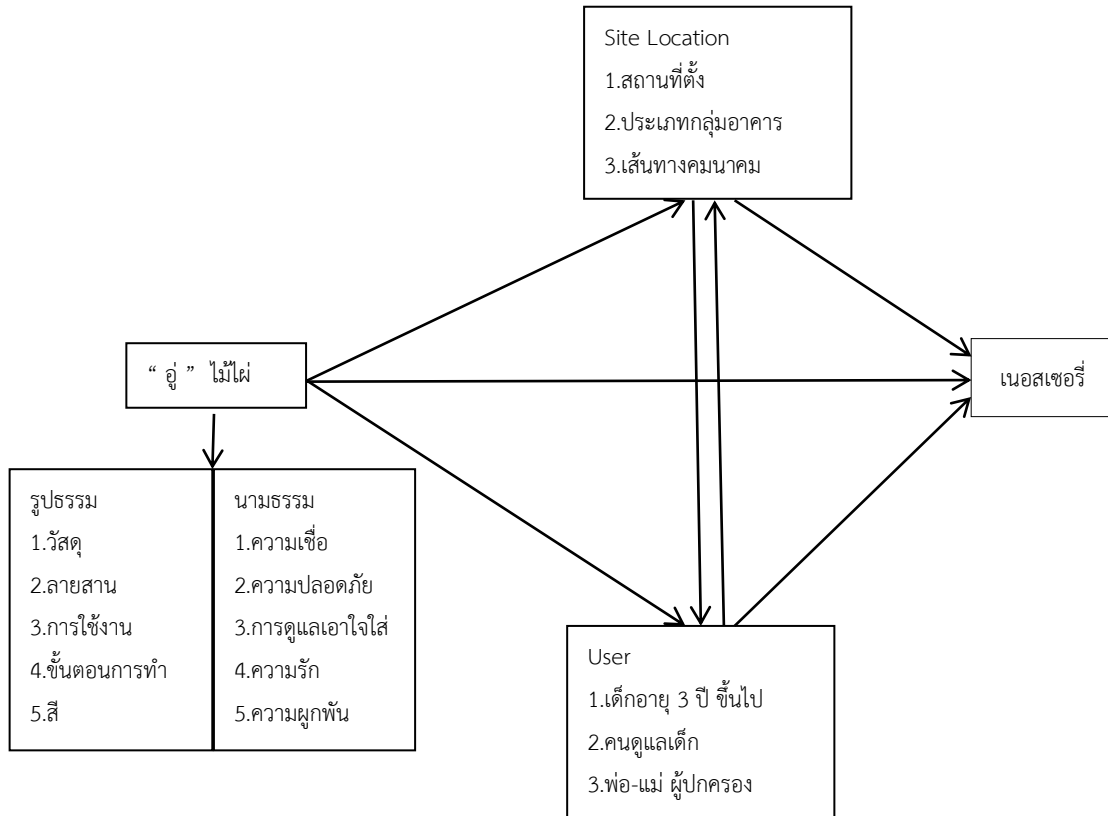 Site Location
1.สถานที่ตั้ง
2.ประเภทกลุ่มอาคาร
3.เส้นทางคมนาคม
“ อู่ ” ไม้ไผ่
เนอสเซอรี่
รูปธรรม
1.วัสดุ
2.ลายสาน
3.การใช้งาน
4.ขั้นตอนการทำ
5.สี
นามธรรม
1.ความเชื่อ
2.ความปลอดภัย
3.การดูแลเอาใจใส่
4.ความรัก
5.ความผูกพัน
User
1.เด็กอายุ 3 ปี ขึ้นไป
2.คนดูแลเด็ก
3.พ่อ-แม่ ผู้ปกครอง